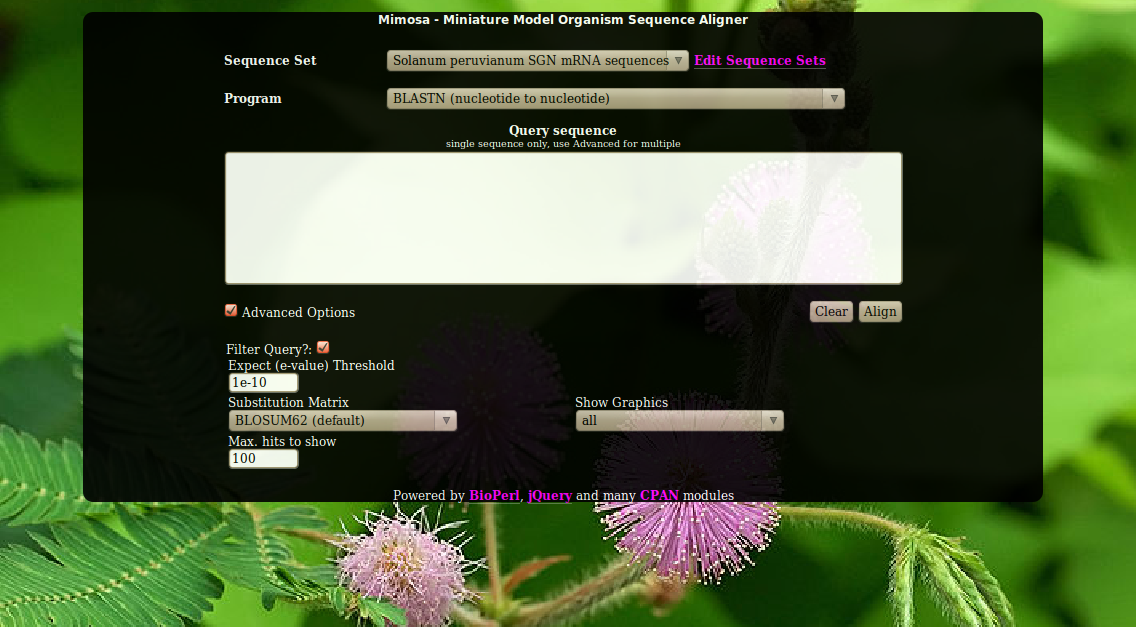 Mimosa - Miniature Model Organism Sequence Aligner
Sequence Set Solanum peruvianum SGN mRNA sequences Edit Sequence Sets
Program BLASTN (nucleotide to nucleotide)
Query sequence
single sequence only, use Advanced for multiple
Advanced Options Clear Align
Filter Query?:
Expect (e-value) Threshold
1e-10
Substitution Matrix Show Graphics
BLOSUM62 (default) all
Max. hits to show
100
Powered by BioPerl, jQuery and many CPAN modules